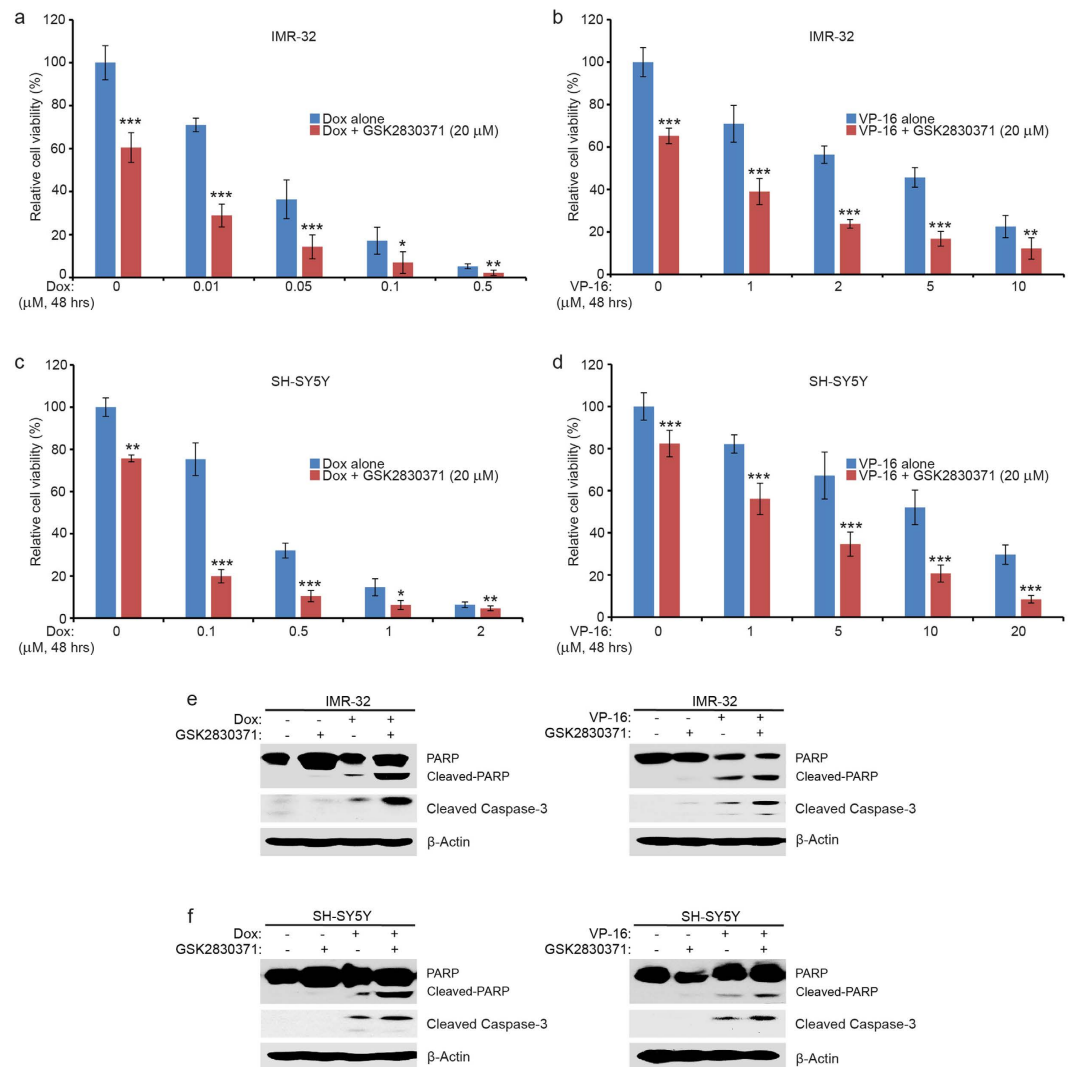 a
IMR-32
Relative cell viability (%)
120
100
80
60
40
20
0
Dox alone
Dox + GSK2830371 (20 μM)
***
***
***
*
**
Dox: 0 0.01 0.05 0.1 0.5
(μM, 48 hrs)
b
IMR-32
Relative cell viability (%)
120
100
80
60
40
20
0
VP-16 alone
VP-16 + GSK2830371 (20 μM)
***
***
***
***
**
VP-16: 0 1 2 5 10
(μM, 48 hrs)
c
SH-SY5Y
Relative cell viability (%)
120
100
80
60
40
20
0
Dox alone
Dox + GSK2830371 (20 μM)
**
***
***
*
**
Dox: 0 0.1 0.5 1 2
(μM, 48 hrs)
d
SH-SY5Y
Relative cell viability (%)
120
100
80
60
40
20
0
VP-16 alone
VP-16 + GSK2830371 (20 μM)
***
***
***
***
***
VP-16: 0 1 5 10 20
(μM, 48 hrs)
e
IMR-32
Dox: - - + +
GSK2830371: - + - +
PARP
Cleaved-PARP
Cleaved Caspase-3
β-Actin
IMR-32
VP-16: - - + +
GSK2830371: - + - +
PARP
Cleaved-PARP
Cleaved Caspase-3
β-Actin
f
SH-SY5Y
Dox: - - + +
GSK2830371: - + - +
PARP
Cleaved-PARP
Cleaved Caspase-3
β-Actin
SH-SY5Y
VP-16: - - + +
GSK2830371: - + - +
PARP
Cleaved-PARP
Cleaved Caspase-3
β-Actin